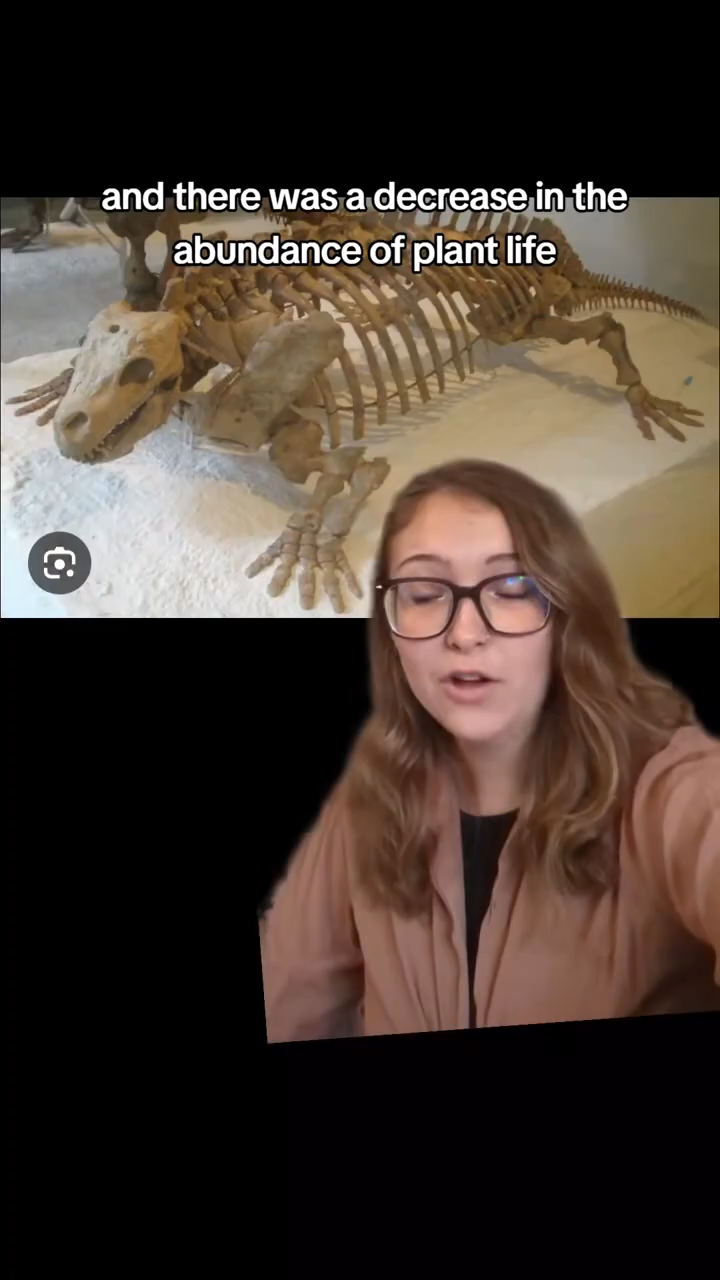 and there was a decrease in the
abundance of plant life